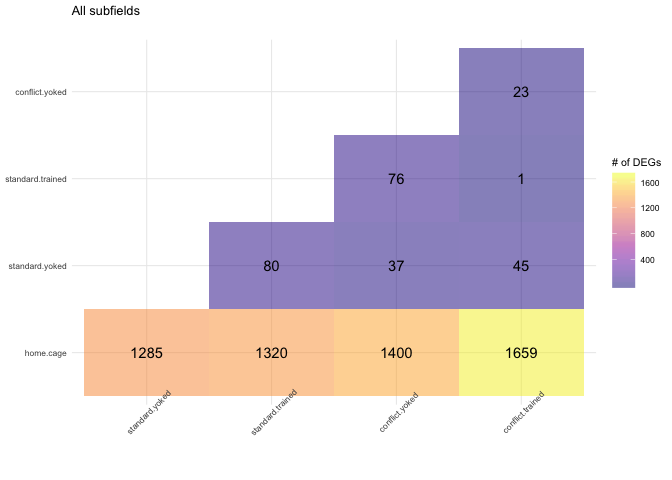 All subfields
conflict.yoked
23
standard.trained
76
1
standard.yoked
80
37
45
home.cage
1285
1320
1400
1659
standard.yoked
standard.trained
conflict.yoked
conflict.trained
# of DEGs
1600
1200
800
400